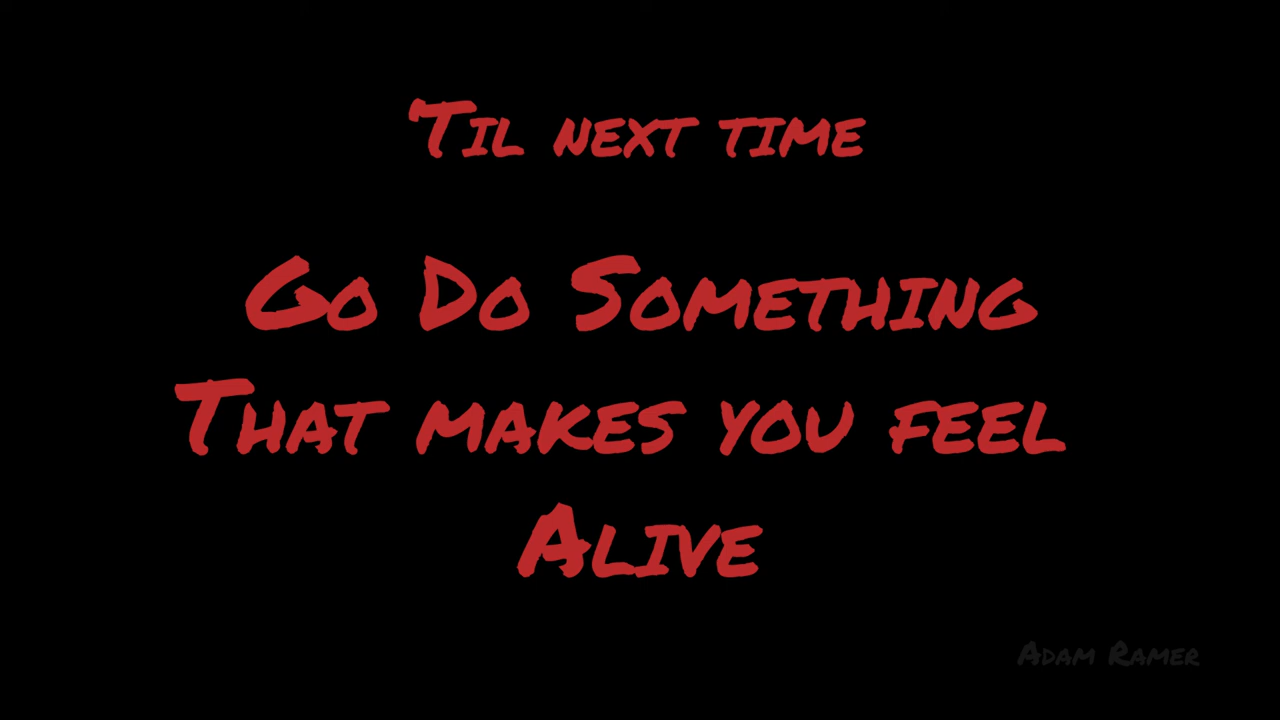 'Til next time
Go Do Something
That makes you feel
Alive
Adam Ramer